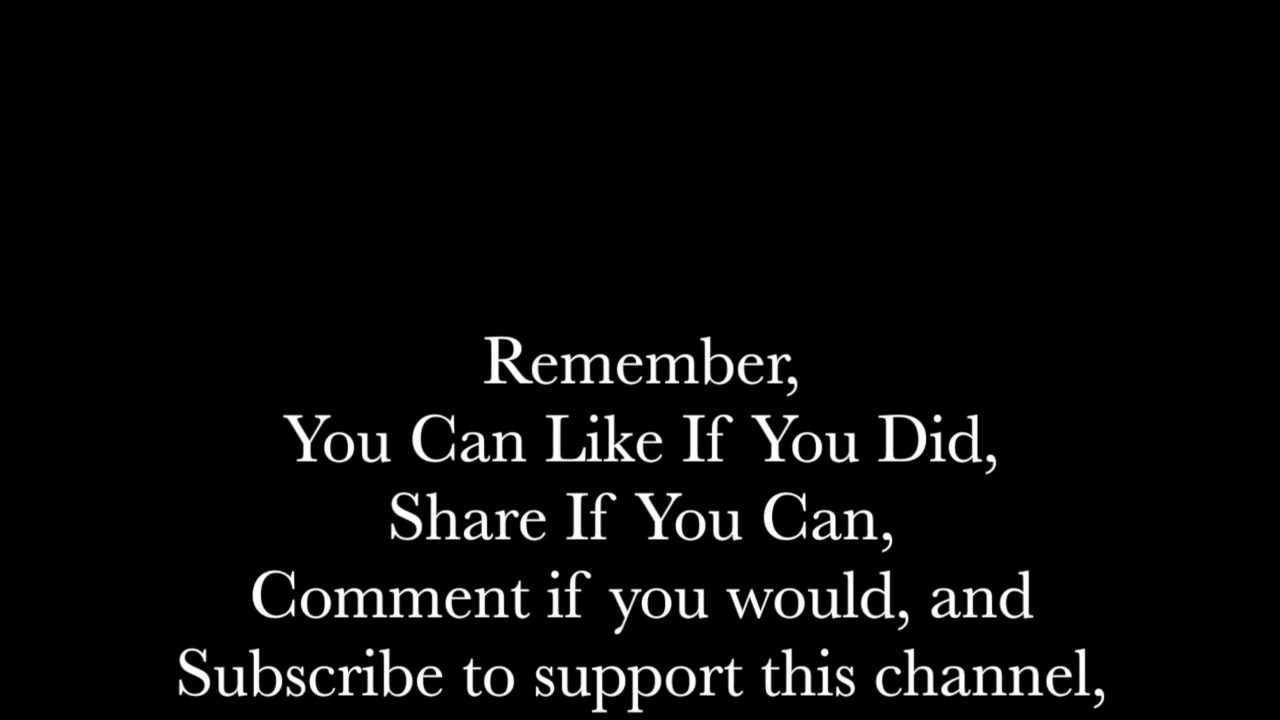 Remember,
You Can Like If You Did,
Share If You Can,
Comment if you would, and
Subscribe to support this channel,